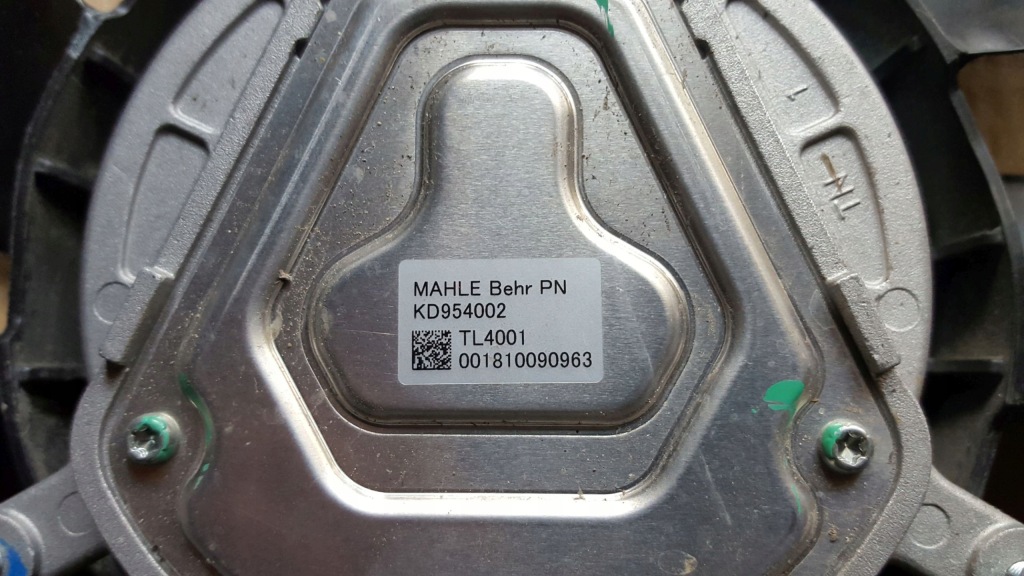 MAHLE Behr PN
KD954002
TL4001
001810090963